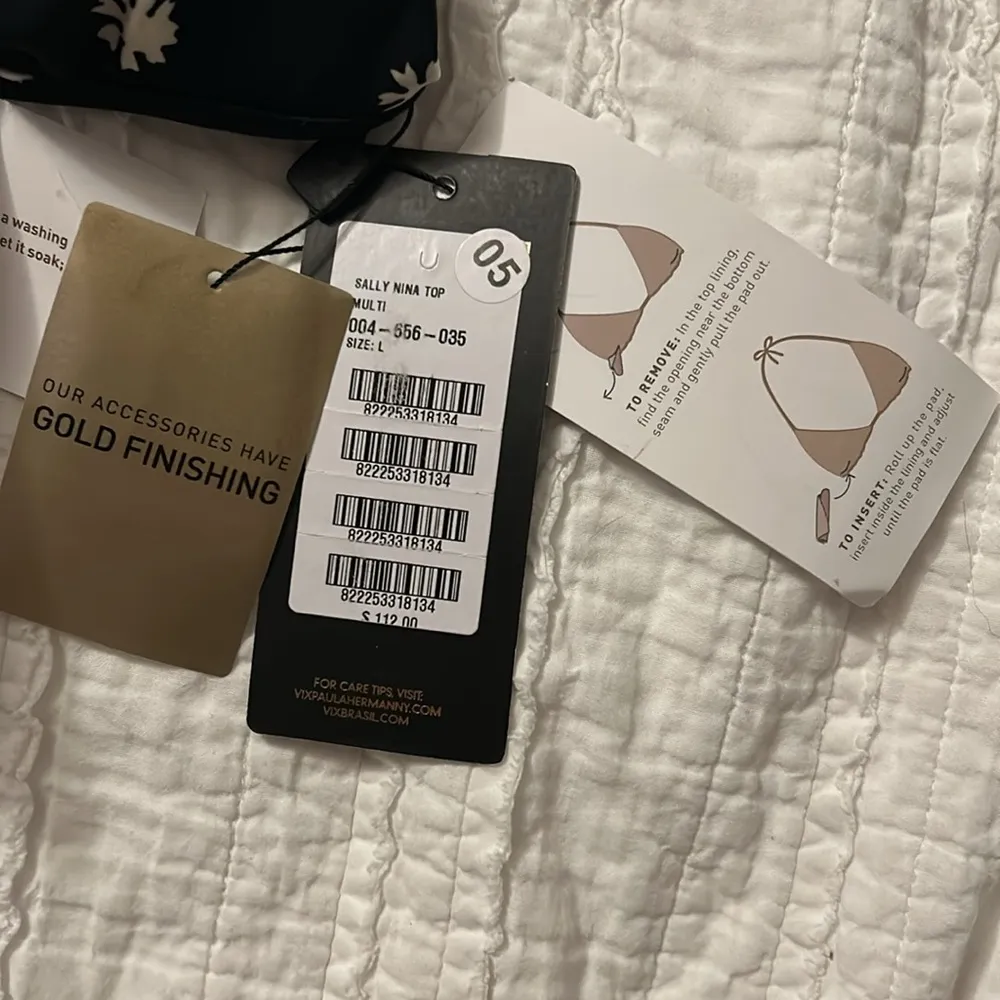 a washing
et it soak;
OUR ACCESSORIES HAVE
GOLD FINISHING
05
SALLY NINA TOP
MULTI
004-656-035
SIZE: L
822253318134
822253318134
822253318134
822253318134
$ 112.00
FOR CARE TIPS, VISIT:
VIXPAULAHERMANNY.COM
VIXBRASIL.COM
TO REMOVE: In the top lining,
find the opening near the bottom
seam and gently pull the pad out.
TO INSERT: Roll up the pad,
insert inside the lining and adjust
until the pad is flat.